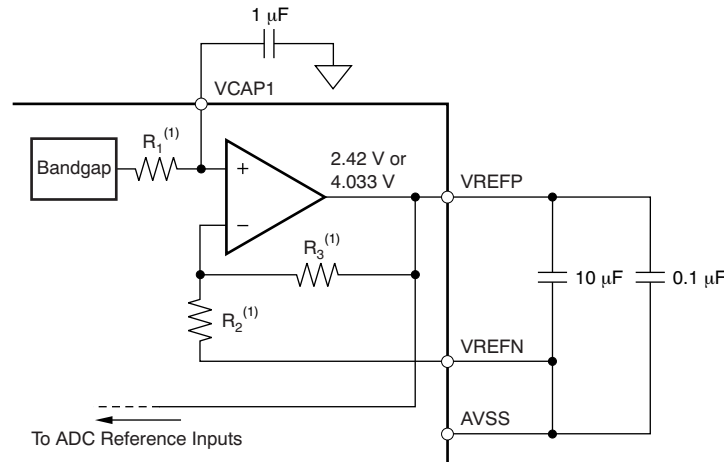 1 μF
VCAP1
R1(1)
Bandgap
+
2.42 V or
4.033 V
VREFP
−
R3(1)
10 μF
0.1 μF
R2(1)
VREFN
AVSS
To ADC Reference Inputs